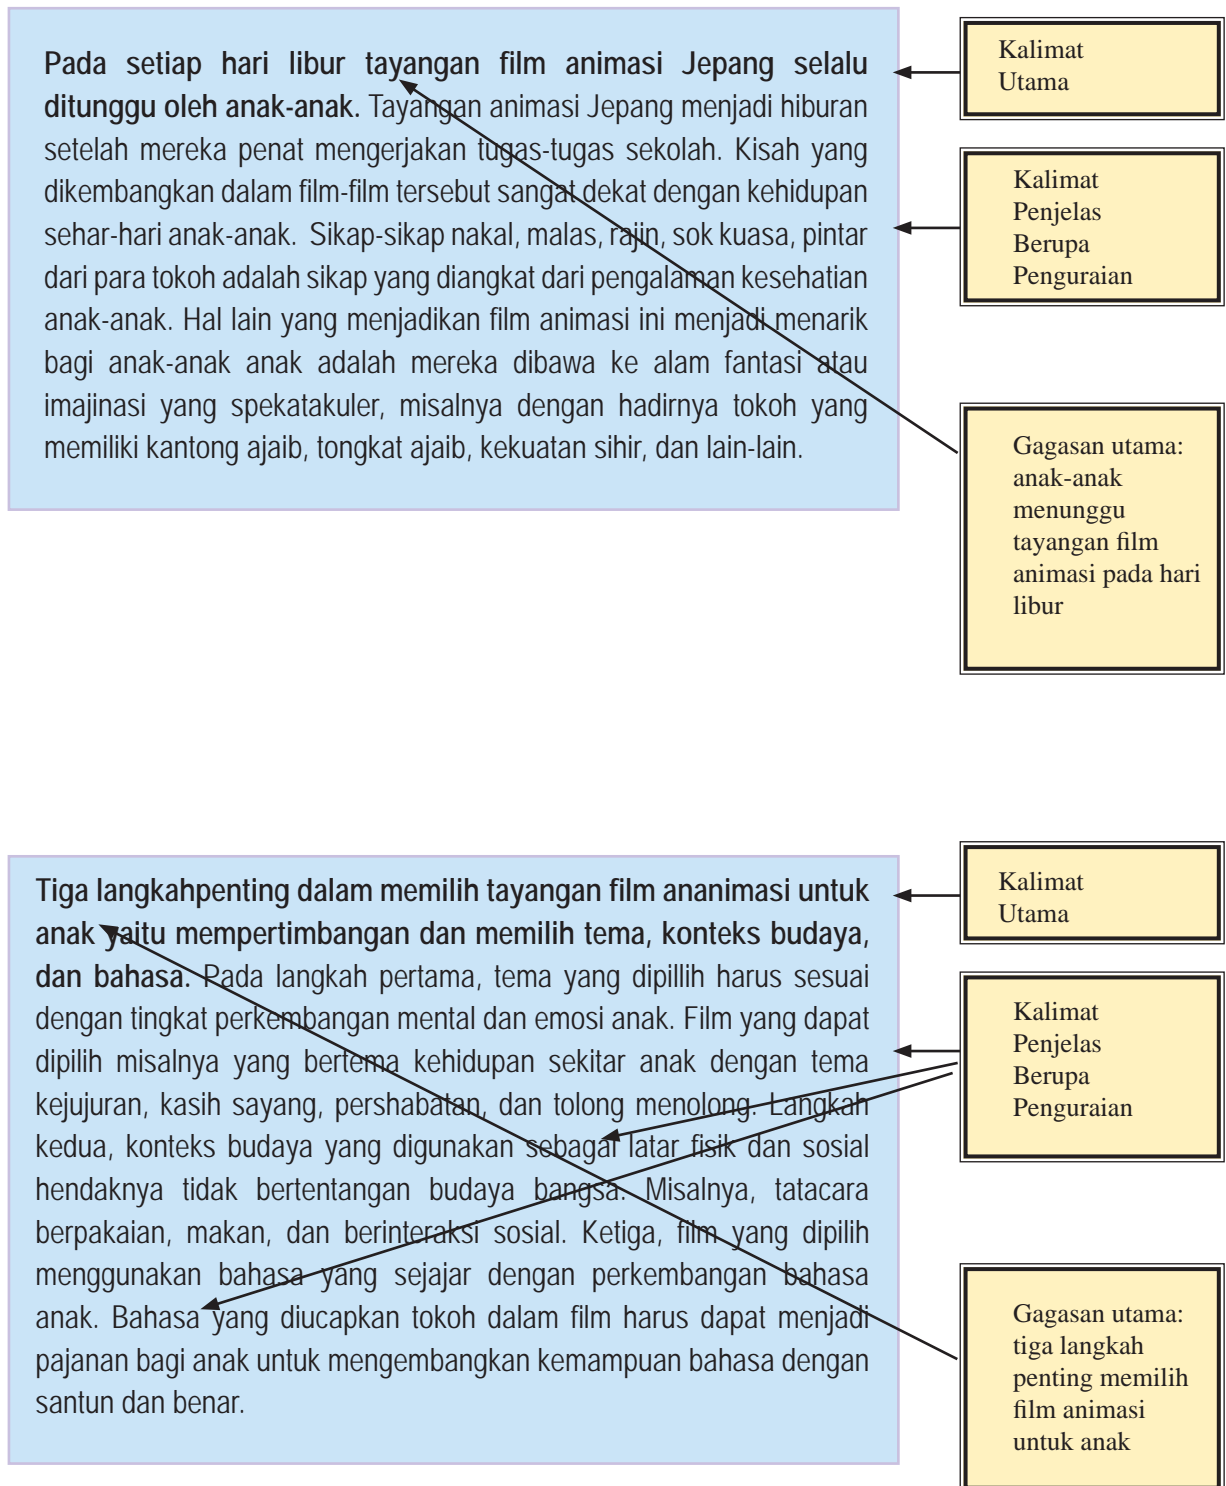 Pada setiap hari libur tayangan film animasi Jepang selalu
ditunggu oleh anak-anak. Tayangan animasi Jepang menjadi hiburan
setelah mereka penat mengerjakan tugas-tugas sekolah. Kisah yang
dikembangkan dalam film-film tersebut sangat dekat dengan kehidupan
sehar-hari anak-anak. Sikap-sikap nakal, malas, rajin, sok kuasa, pintar
dari para tokoh adalah sikap yang diangkat dari pengalaman kesehatian
anak-anak. Hal lain yang menjadikan film animasi ini menjadi menarik
bagi anak-anak anak adalah mereka dibawa ke alam fantasi atau
imajinasi yang spekatakuler, misalnya dengan hadirnya tokoh yang
memiliki kantong ajaib, tongkat ajaib, kekuatan sihir, dan lain-lain.
Kalimat
Utama
Kalimat
Penjelas
Berupa
Penguraian
Gagasan utama:
anak-anak
menunggu
tayangan film
animasi pada hari
libur
Tiga langkahpenting dalam memilih tayangan film ananimasi untuk
anak yaitu mempertimbangan dan memilih tema, konteks budaya,
dan bahasa. Pada langkah pertama, tema yang dipillih harus sesuai
dengan tingkat perkembangan mental dan emosi anak. Film yang dapat
dipilih misalnya yang bertema kehidupan sekitar anak dengan tema
kejujuran, kasih sayang, pershabatan, dan tolong menolong. Langkah
kedua, konteks budaya yang digunakan sebagai latar fisik dan sosial
hendaknya tidak bertentangan budaya bangsa. Misalnya, tatacara
berpakaian, makan, dan berinteraksi sosial. Ketiga, film yang dipilih
menggunakan bahasa yang sejajar dengan perkembangan bahasa
anak. Bahasa yang diucapkan tokoh dalam film harus dapat menjadi
pajanan bagi anak untuk mengembangkan kemampuan bahasa dengan
santun dan benar.
Kalimat
Utama
Kalimat
Penjelas
Berupa
Penguraian
Gagasan utama:
tiga langkah
penting memilih
film animasi
untuk anak